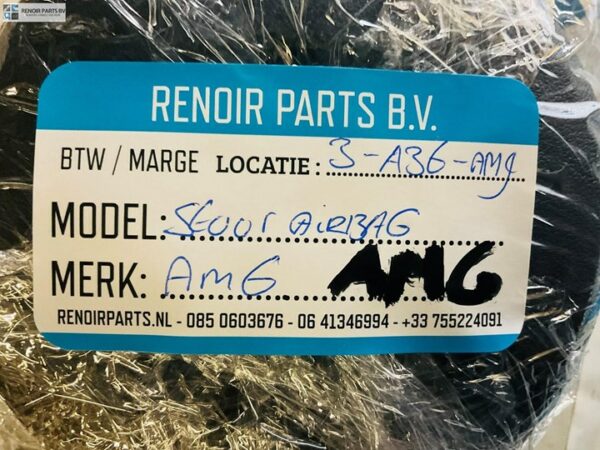 RENOIR PARTS BV
RENOIR PARTS B.V.
BTW / MARGE LOCATIE: 3-A36-AMG
MODEL: AIRBAG
MERK: AMG AMG
RENOIRPARTS.NL - 085 0603676 - 06 41346994 - +33 755224091